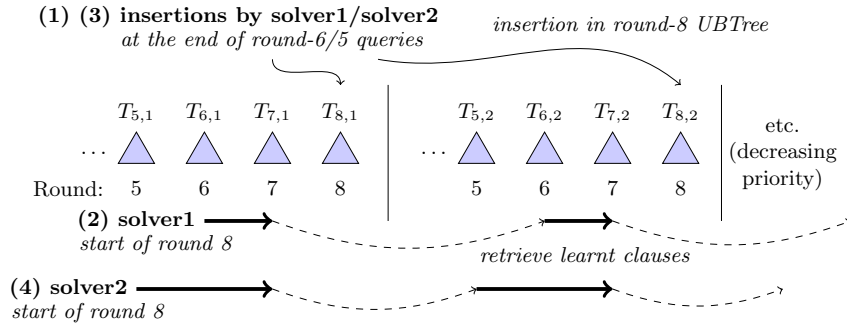 (1) (3) insertions by solver1/solver2
at the end of round-6/5 queries
insertion in round-8 UBTree
T5,1 T6,1 T7,1 T8,1 T5,2 T6,2 T7,2 T8,2
... ...
etc.
(decreasing
priority)
Round: 5 6 7 8 5 6 7 8
(2) solver1
start of round 8
retrieve learnt clauses
(4) solver2
start of round 8